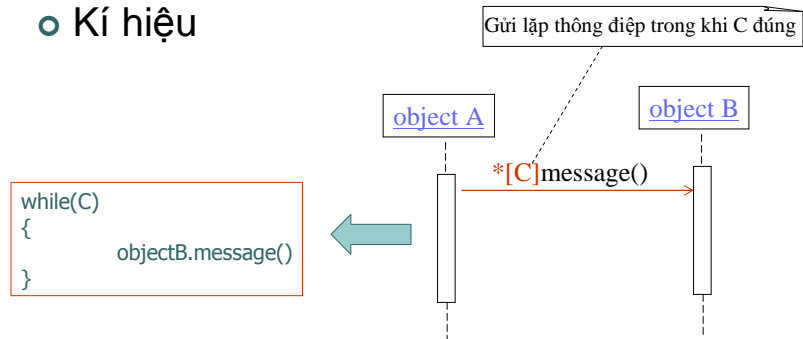 Kí hiệu
Gửi lặp thông điệp trong khi C đúng
object A
object B
*[C]message()
while(C)
{
objectB.message()
}